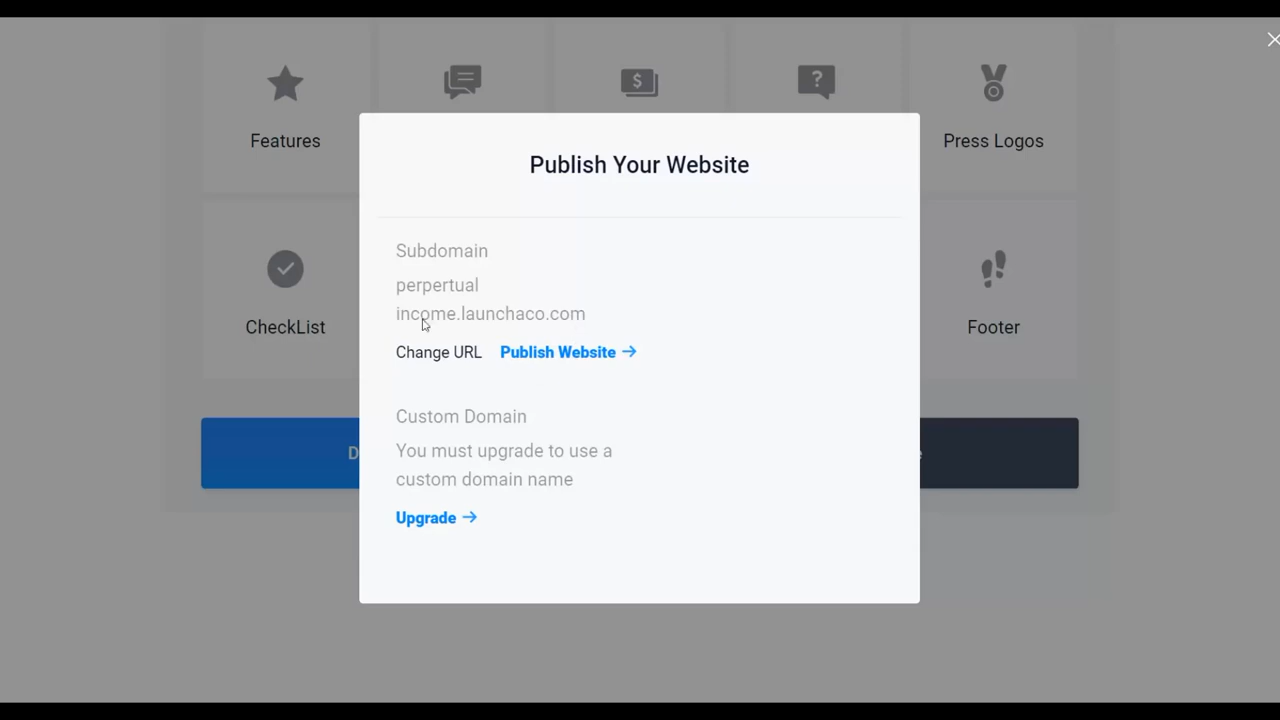 Features
$
?
Press Logos
Publish Your Website
Subdomain
perpertual
income.launchaco.com
Change URL Publish Website →
CheckList
Footer
Custom Domain
You must upgrade to use a
custom domain name
D
e
Upgrade →